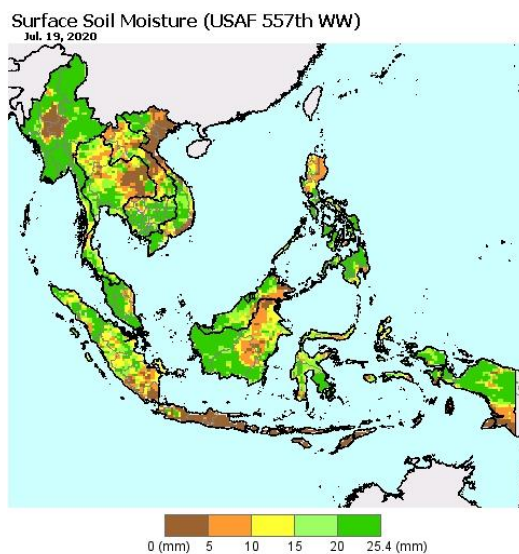 Surface Soil Moisture (USAF 557th WW)
Jul. 19, 2020
0 (mm) 5 10 15 20 25.4 (mm)